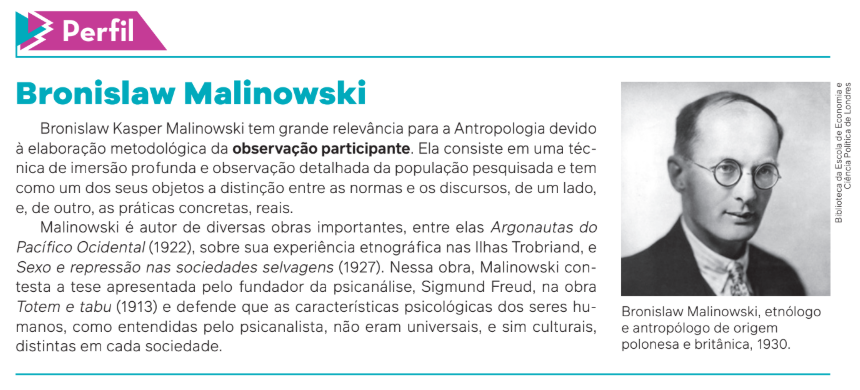 Perfil
Bronislaw Malinowski
Bronislaw Kasper Malinowski tem grande relevância para a Antropologia devido
à elaboração metodológica da observação participante. Ela consiste em uma téc-
nica de imersão profunda e observação detalhada da população pesquisada e tem
como um dos seus objetos a distinção entre as normas e os discursos, de um lado,
e, de outro, as práticas concretas, reais.
Malinowski é autor de diversas obras importantes, entre elas Argonautas do
Pacífico Ocidental (1922), sobre sua experiência etnográfica nas Ilhas Trobriand, e
Sexo e repressão nas sociedades selvagens (1927). Nessa obra, Malinowski con-
testa a tese apresentada pelo fundador da psicanálise, Sigmund Freud, na obra
Totem e tabu (1913) e defende que as características psicológicas dos seres hu-
manos, como entendidas pelo psicanalista, não eram universais, e sim culturais,
distintas em cada sociedade.
Biblioteca da Escola de Economia e
Ciência Política de Londres
Bronislaw Malinowski, etnólogo
e antropólogo de origem
polonesa e britânica, 1930.